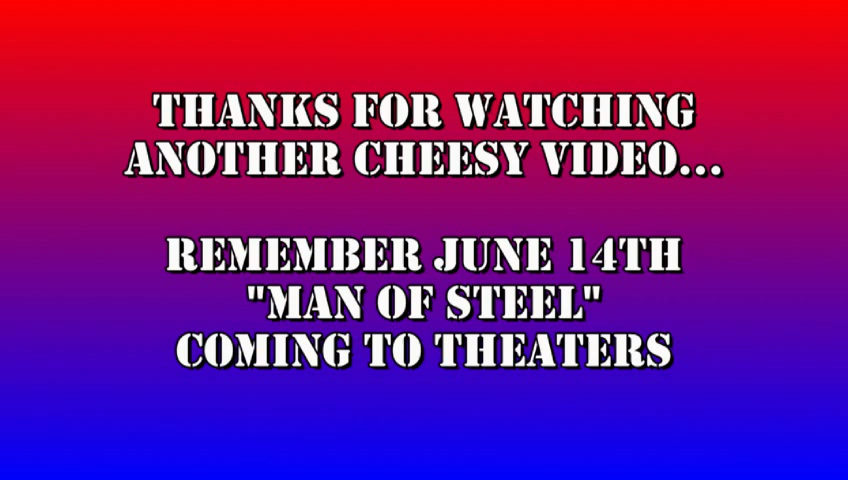 THANKS FOR WATCHING
ANOTHER CHEESY VIDEO...
REMEMBER JUNE 14TH
"MAN OF STEEL"
COMING TO THEATERS